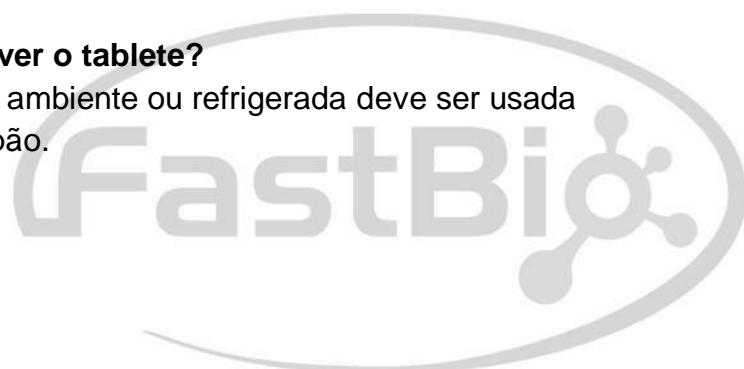 ver o tablete?
ambiente ou refrigerada deve ser usada
pão.
FastBio